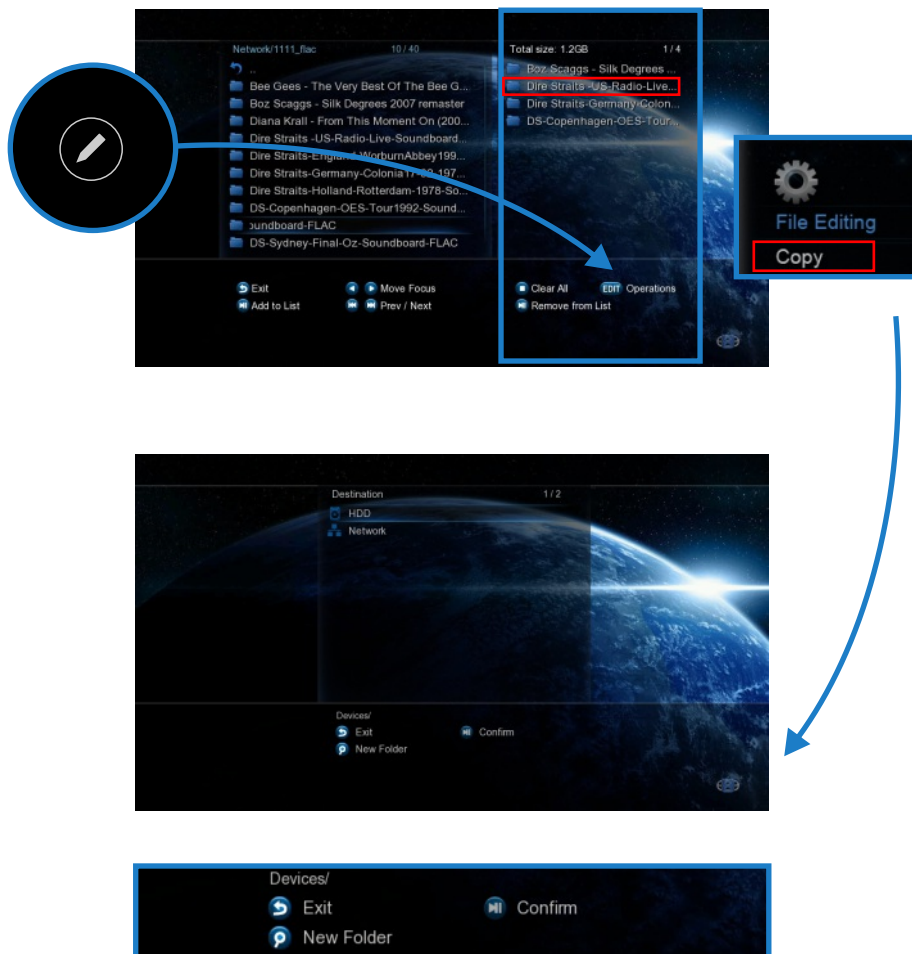 Network/1111_flac 10 / 40
..
Bee Gees - The Very Best Of The Bee G...
Boz Scaggs - Silk Degrees 2007 remaster
Diana Krall - From This Moment On (200...
Dire Straits -US-Radio-Live-Soundboard...
Dire Straits-England-WorburnAbbey199...
Dire Straits-Germany-Colonia17-02-197...
Dire Straits-Holland-Rotterdam-1978-So...
DS-Copenhagen-OES-Tour1992-Sound...
oundboard-FLAC
DS-Sydney-Final-Oz-Soundboard-FLAC
Exit Move Focus
Add to List Prev / Next
Total size: 1.2GB 1 / 4
Boz Scaggs - Silk Degrees ...
Dire Straits -US-Radio-Live...
Dire Straits-Germany-Colon...
DS-Copenhagen-OES-Tour...
Clear All EDIT Operations
Remove from List
File Editing
Copy
Destination 1 / 2
HDD
Network
Devices/
Exit Confirm
New Folder
Devices/
Exit Confirm
New Folder